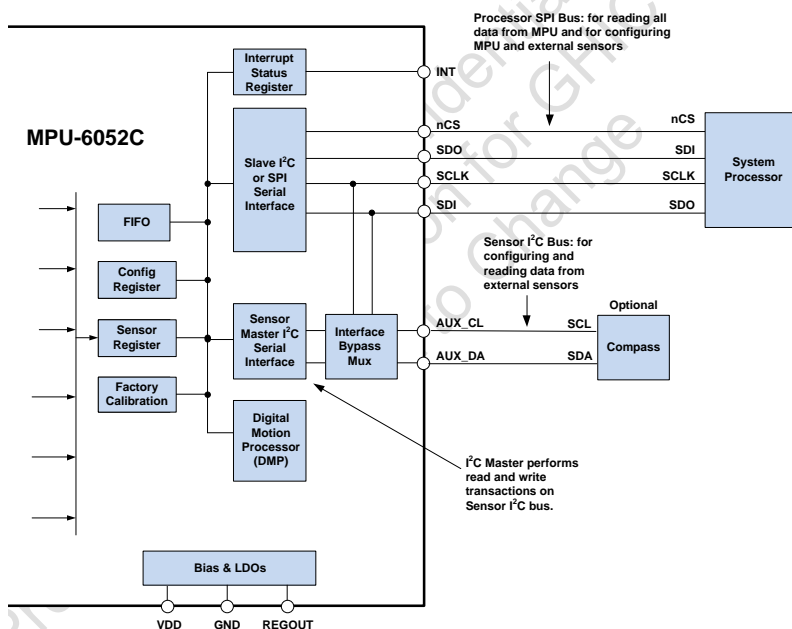 Processor SPI Bus: for reading all
data from MPU and for configuring
MPU and external sensors
Interrupt
Status
Register
INT
MPU-6052C
Slave I²C
or SPI
Serial
Interface
nCS
SDO
SCLK
SDI
nCS
SDI
SCLK
SDO
System
Processor
FIFO
Config
Register
Sensor
Register
Factory
Calibration
Sensor I²C Bus: for
configuring and
reading data from
external sensors
Sensor
Master I²C
Serial
Interface
Interface
Bypass
Mux
AUX_CL
AUX_DA
SCL
SDA
Optional
Compass
Digital
Motion
Processor
(DMP)
I²C Master performs
read and write
transactions on
Sensor I²C bus.
Bias & LDOs
VDD
GND
REGOUT
for GHIC
to Change